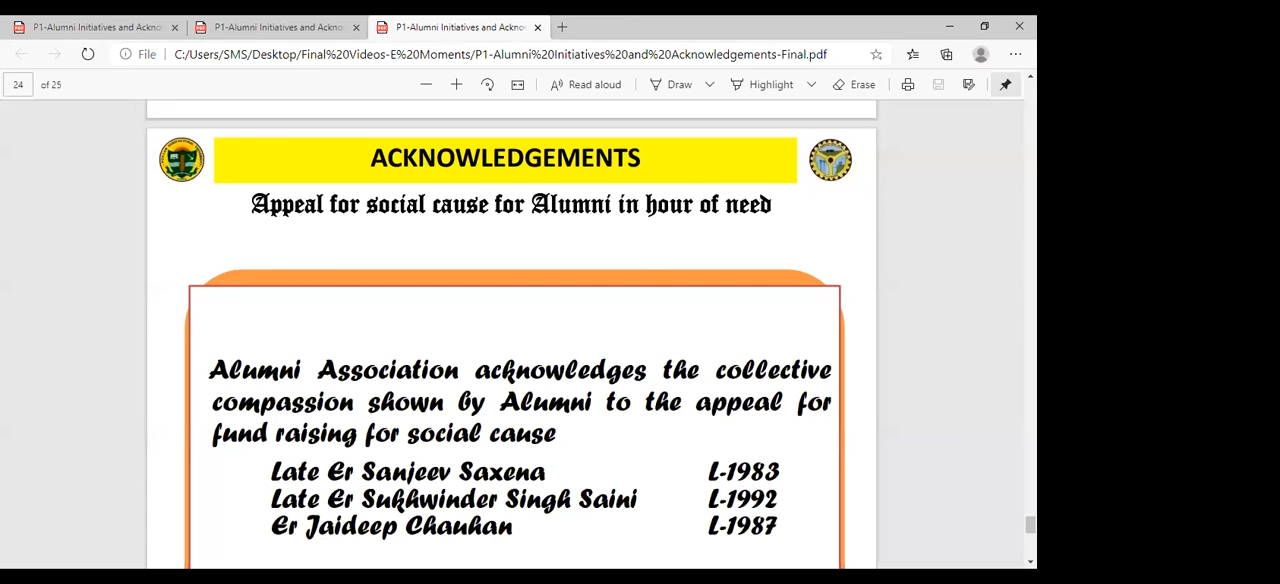 P1-Alumni Initiatives and Ackno
P1-Alumni Initiatives and Ackno
P1-Alumni Initiatives and Ackno
File C:/Users/SMS/Desktop/Final%20Videos-E%20Moments/P1-Alumni%20Initiatives%20and%20Acknowledgements-Final.pdf
24 of 25 Read aloud Draw Highlight Erase
ACKNOWLEDGEMENTS
Appeal for social cause for Alumni in hour of need
Alumni Association acknowledges the collective
compassion shown by Alumni to the appeal for
fund raising for social cause
Late Er Sanjeev Saxena L-1983
Late Er Sukhwinder Singh Saini L-1992
Er Jaideep Chauhan L-1987